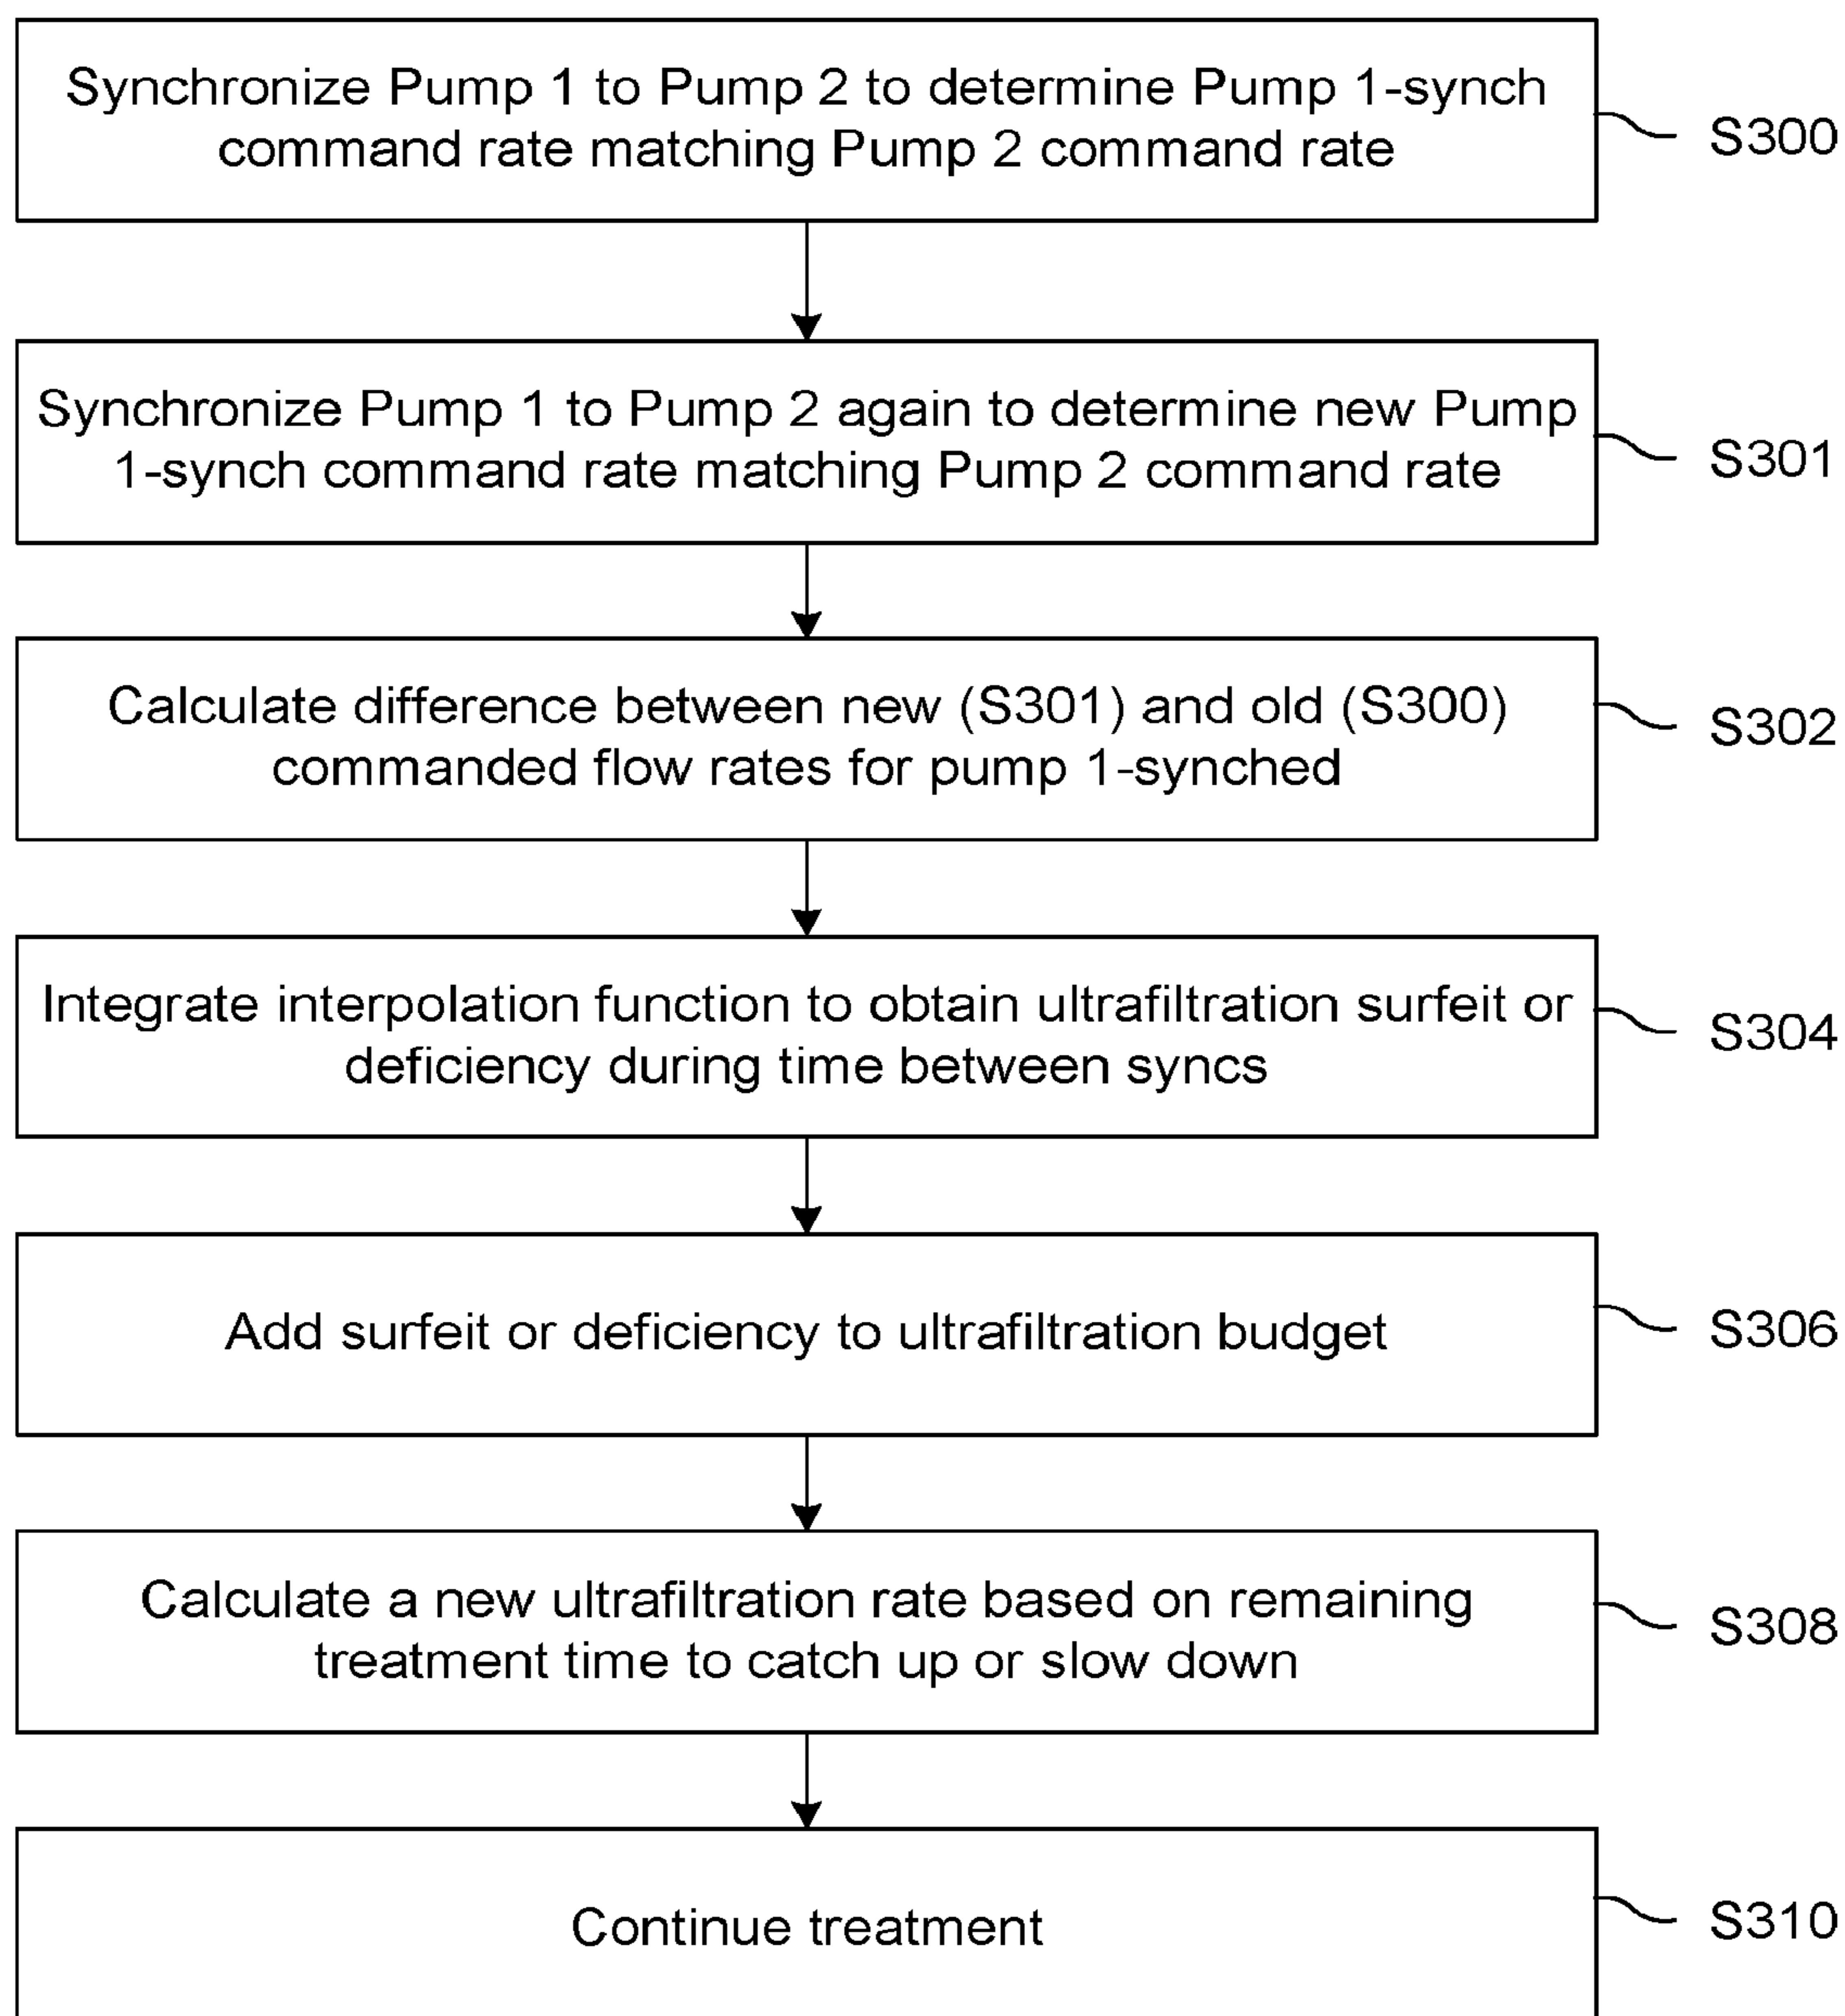 Synchronize Pump 1 to Pump 2 to determine Pump 1-synch
command rate matching Pump 2 command rate
S300
Synchronize Pump 1 to Pump 2 again to determine new Pump
1-synch command rate matching Pump 2 command rate
S301
Calculate difference between new (S301) and old (S300)
commanded flow rates for pump 1-synched
S302
Integrate interpolation function to obtain ultrafiltration surfeit or
deficiency during time between syncs
S304
Add surfeit or deficiency to ultrafiltration budget
S306
Calculate a new ultrafiltration rate based on remaining
treatment time to catch up or slow down
S308
Continue treatment
S310